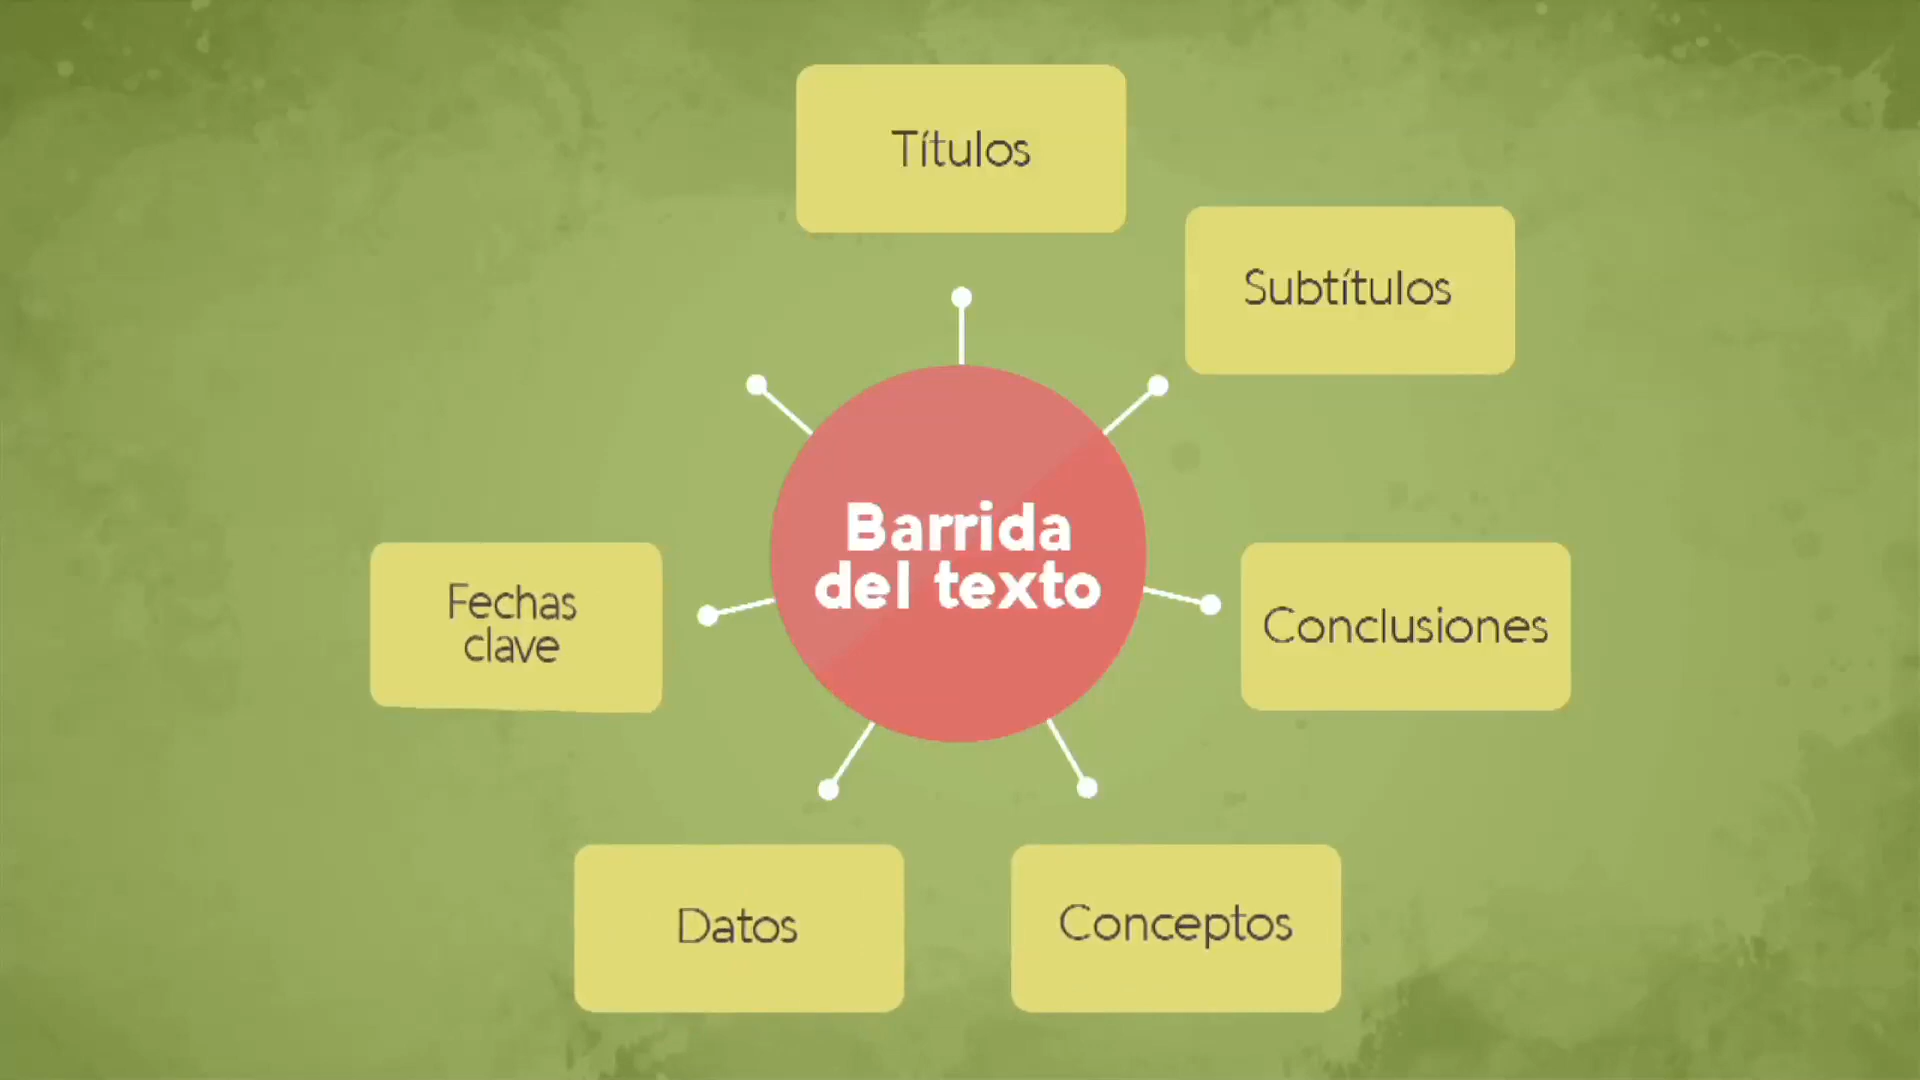 Títulos
Subtítulos
Barrida
del texto
Fechas
clave
Conclusiones
Datos
Conceptos